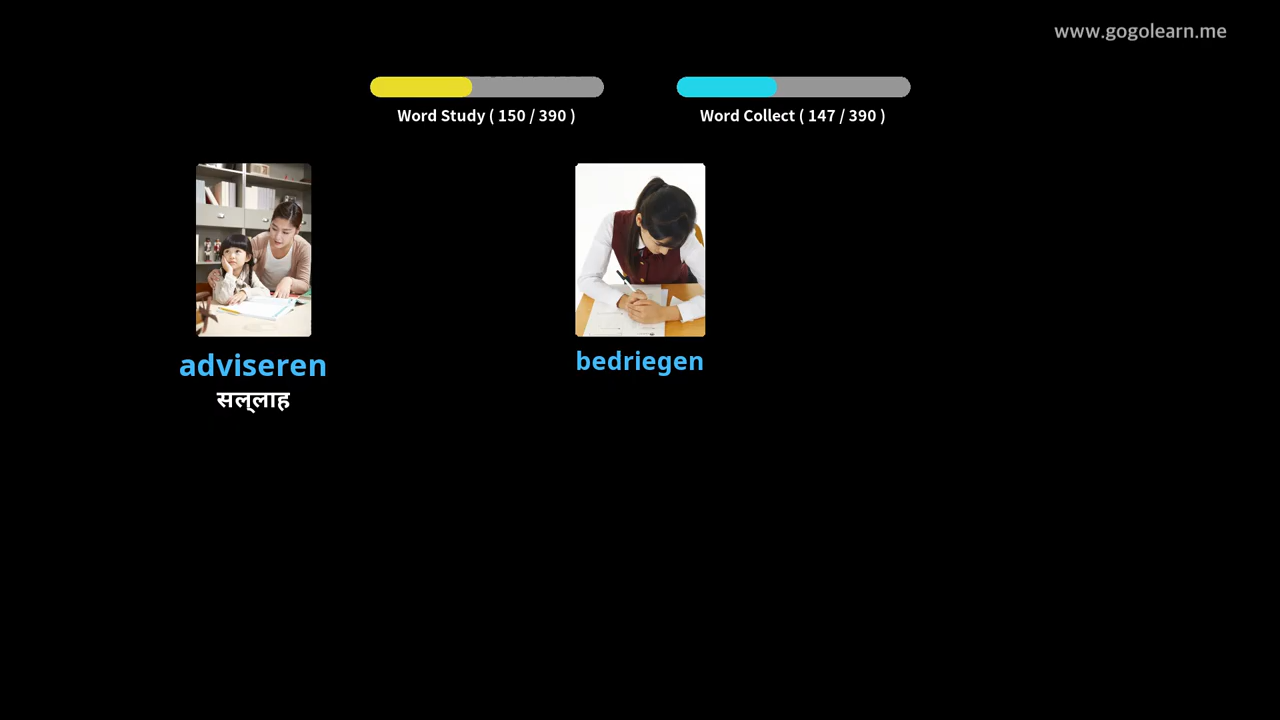 www.gogolearn.me
Word Study ( 150 / 390 )
Word Collect ( 147 / 390 )
adviseren
सल्लाह
bedriegen